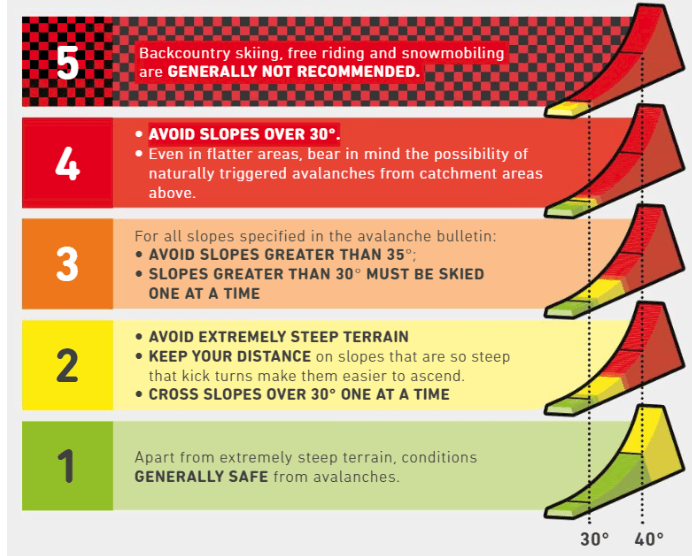 5
Backcountry skiing, free riding and snowmobiling
are GENERALLY NOT RECOMMENDED.
4
• AVOID SLOPES OVER 30°.
• Even in flatter areas, bear in mind the possibility of
naturally triggered avalanches from catchment areas
above.
3
For all slopes specified in the avalanche bulletin:
• AVOID SLOPES GREATER THAN 35°;
• SLOPES GREATER THAN 30° MUST BE SKIED
ONE AT A TIME
2
• AVOID EXTREMELY STEEP TERRAIN
• KEEP YOUR DISTANCE on slopes that are so steep
that kick turns make them easier to ascend.
• CROSS SLOPES OVER 30° ONE AT A TIME
1
Apart from extremely steep terrain, conditions
GENERALLY SAFE from avalanches.
30° 40°